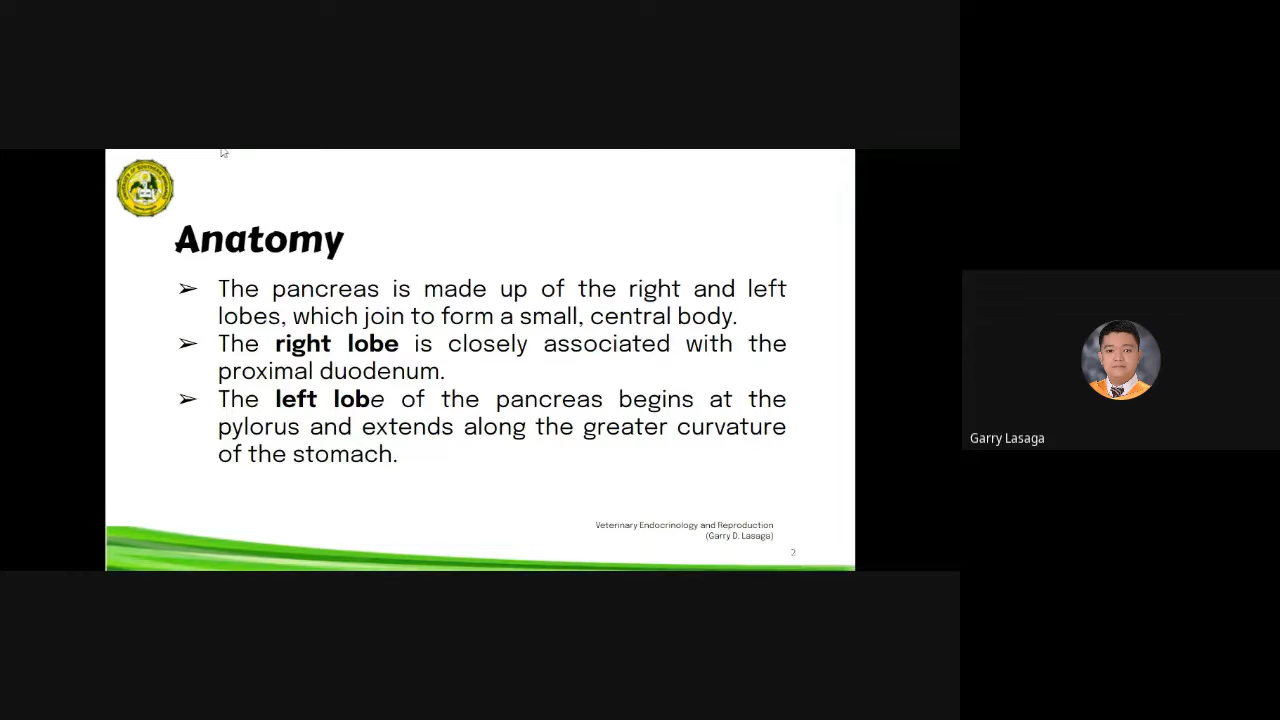 Anatomy
➢ The pancreas is made up of the right and left
lobes, which join to form a small, central body.
➢ The right lobe is closely associated with the
proximal duodenum.
➢ The left lobe of the pancreas begins at the
pylorus and extends along the greater curvature
of the stomach.
Veterinary Endocrinology and Reproduction
(Garry D. Lasaga)
2
Garry Lasaga